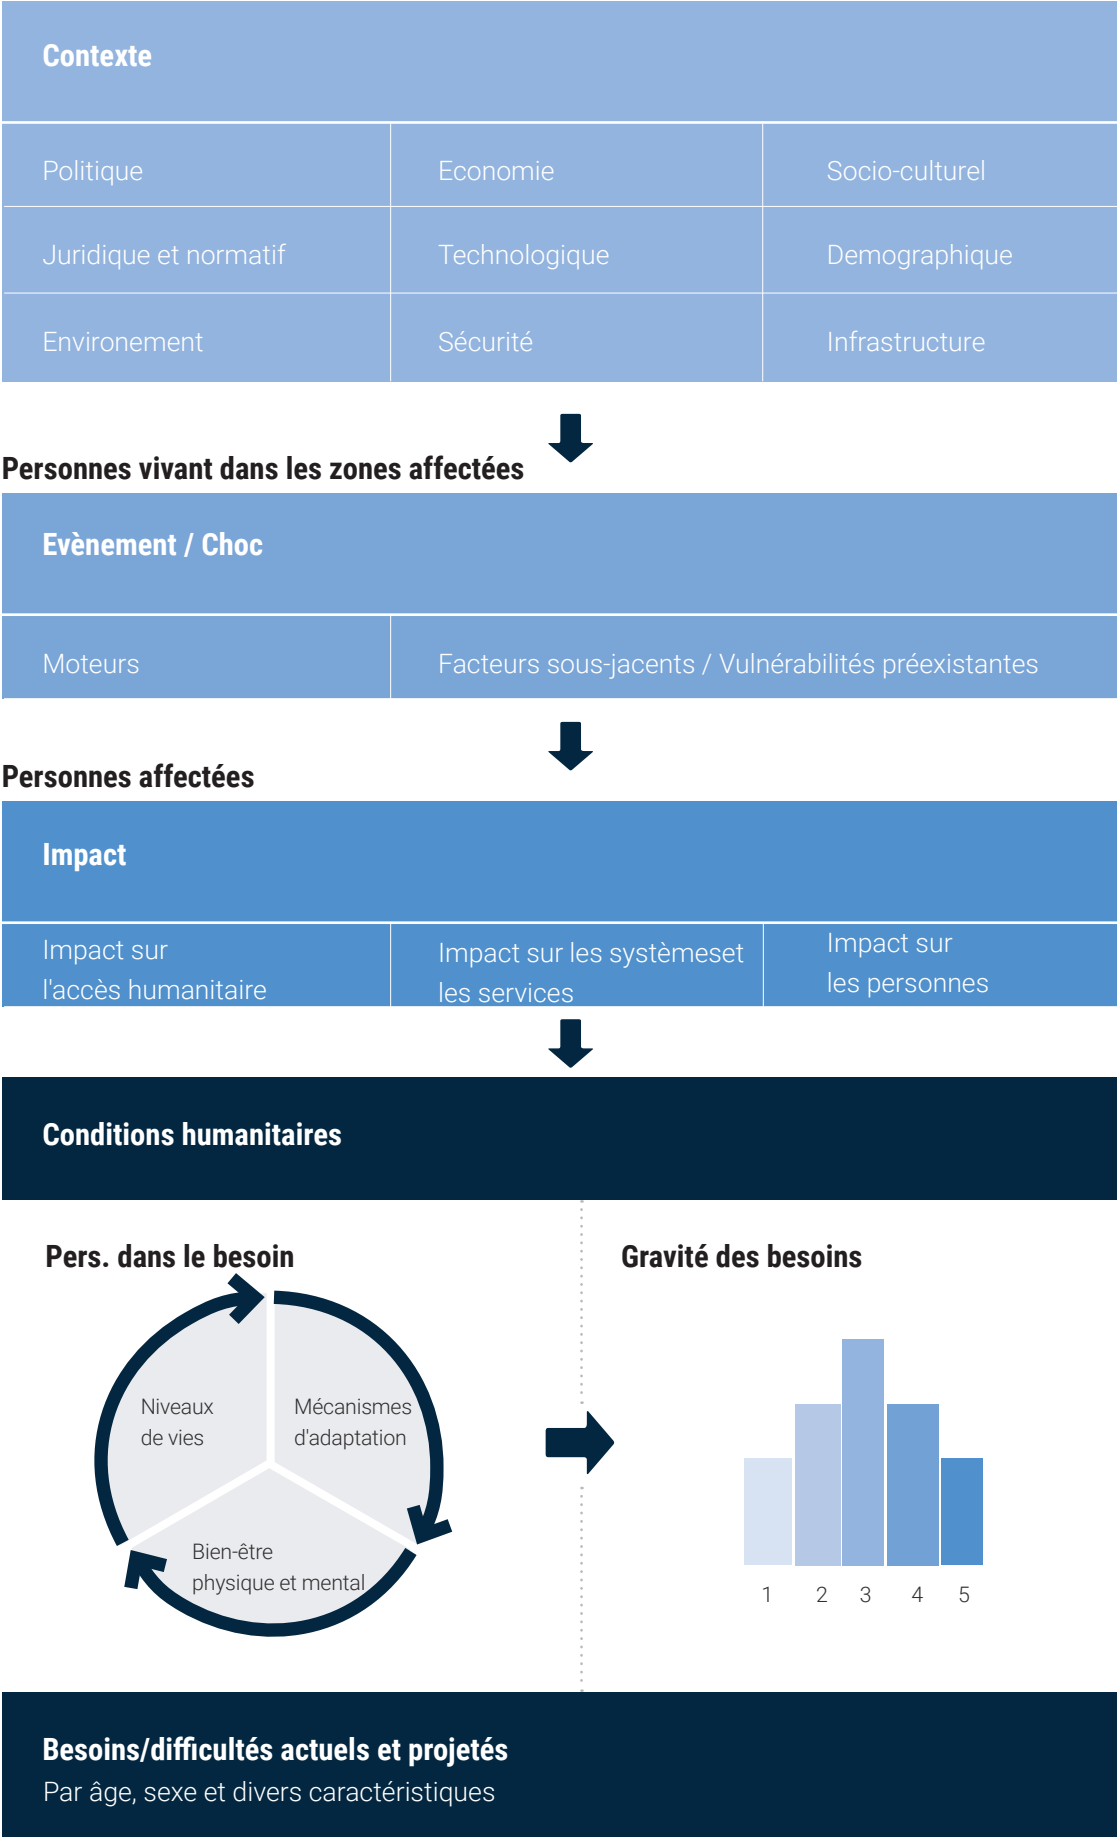 Contexte
Politique
Economie
Socio-culturel
Juridique et normatif
Technologique
Demographique
Environement
Sécurité
Infrastructure
Personnes vivant dans les zones affectées
Evènement / Choc
Moteurs
Facteurs sous-jacents / Vulnérabilités préexistantes
Personnes affectées
Impact
Impact sur
l'accès humanitaire
Impact sur les systèmeset
les services
Impact sur
les personnes
Conditions humanitaires
Pers. dans le besoin
Niveaux
de vies
Mécanismes
d'adaptation
Bien-être
physique et mental
Gravité des besoins
1 2 3 4 5
Besoins/difficultés actuels et projetés
Par âge, sexe et divers caractéristiques